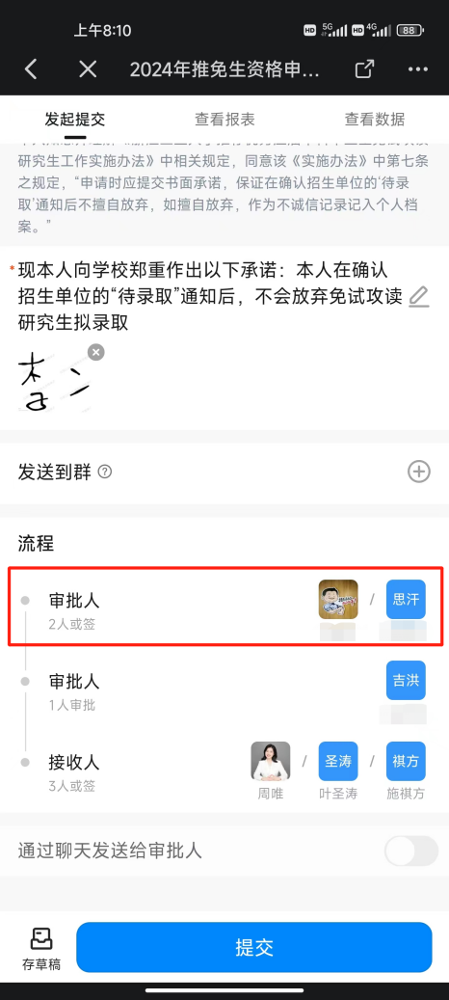 上午8:10
HD 5G HD 4G 88
2024年推免生资格申...
发起提交 查看报表 查看数据
研究生工作实施办法》中相关规定，同意该《实施办法》中第七条
之规定，“申请时应提交书面承诺，保证在确认招生单位的‘待录
取’通知后不擅自放弃，如擅自放弃，作为不诚信记录记入个人档
案。”
*现本人向学校郑重作出以下承诺：本人在确认
招生单位的“待录取”通知后，不会放弃免试攻读
研究生拟录取
发送到群
流程
审批人 / 思汗
2人或签
审批人 吉洪
1人审批
接收人 / 圣涛 / 祺方
3人或签 周唯 叶圣涛 施祺方
通过聊天发送给审批人
存草稿 提交